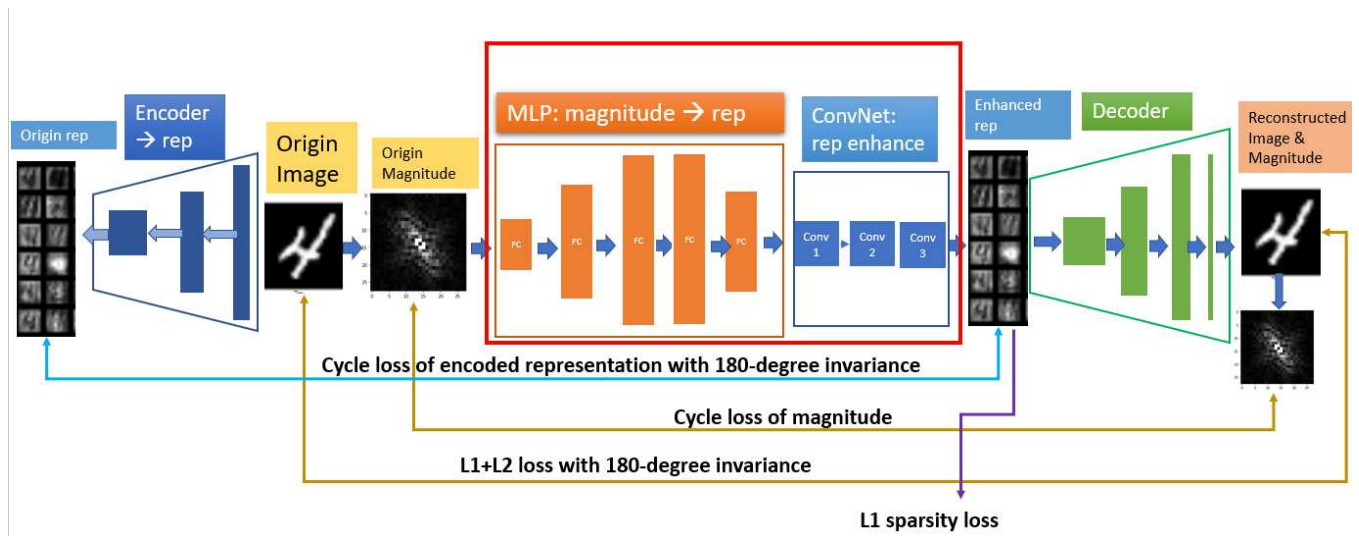 Origin rep
Encoder
→ rep
Origin
Image
Origin
Magnitude
MLP: magnitude → rep
ConvNet:
rep enhance
Enhanced
rep
Decoder
Reconstructed
Image &
Magnitude
FC
FC
FC
FC
FC
Conv
1
Conv
2
Conv
3
Cycle loss of encoded representation with 180-degree invariance
Cycle loss of magnitude
L1+L2 loss with 180-degree invariance
L1 sparsity loss